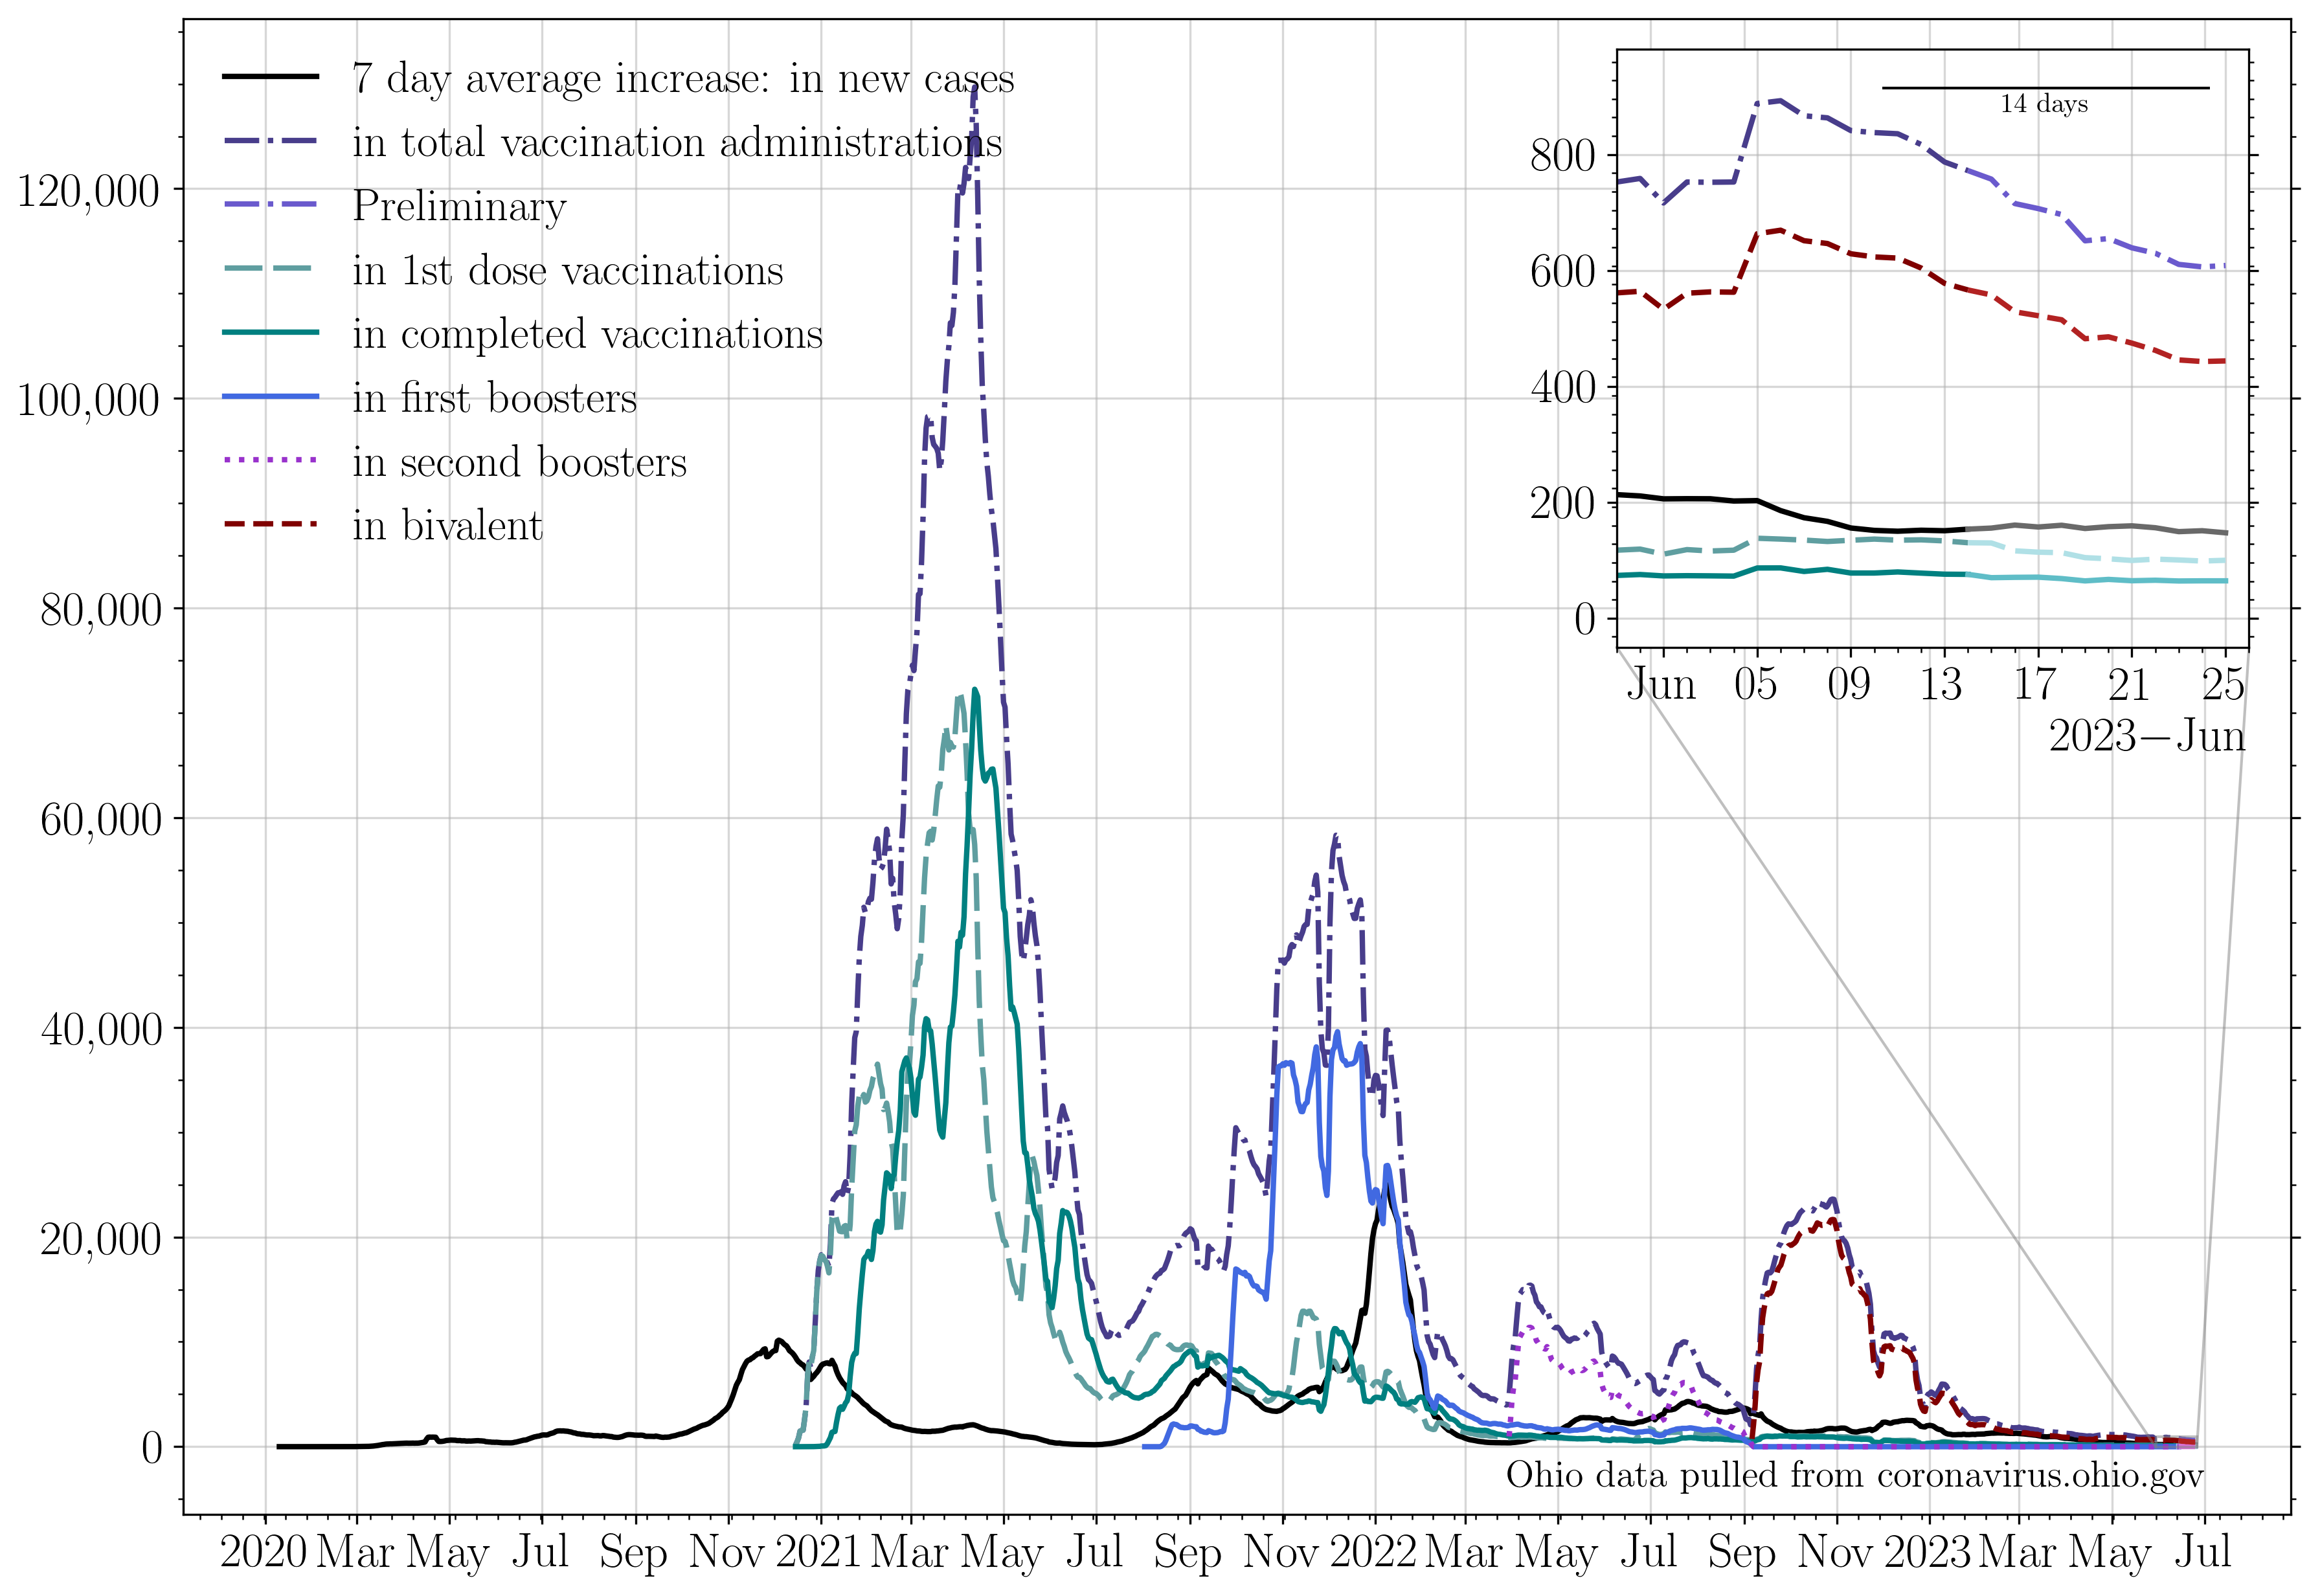 7 day average increase: in new cases
in total vaccination administrations
Preliminary
in 1st dose vaccinations
in completed vaccinations
in first boosters
in second boosters
in bivalent
120,000
100,000
80,000
60,000
40,000
20,000
0
14 days
800
600
400
200
0
Jun 05 09 13 17 21 25
2023−Jun
Ohio data pulled from coronavirus.ohio.gov
2020 Mar May Jul Sep Nov 2021 Mar May Jul Sep Nov 2022 Mar May Jul Sep Nov 2023 Mar May Jul